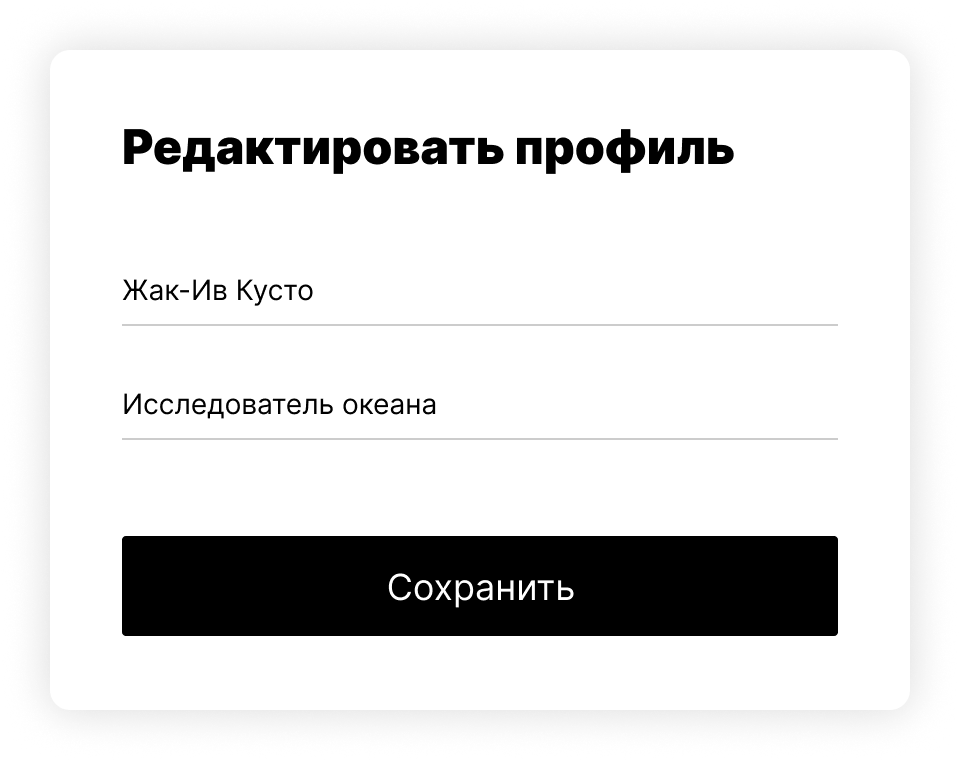 Редактировать профиль
Жак-Ив Кусто
Исследователь океана
Сохранить